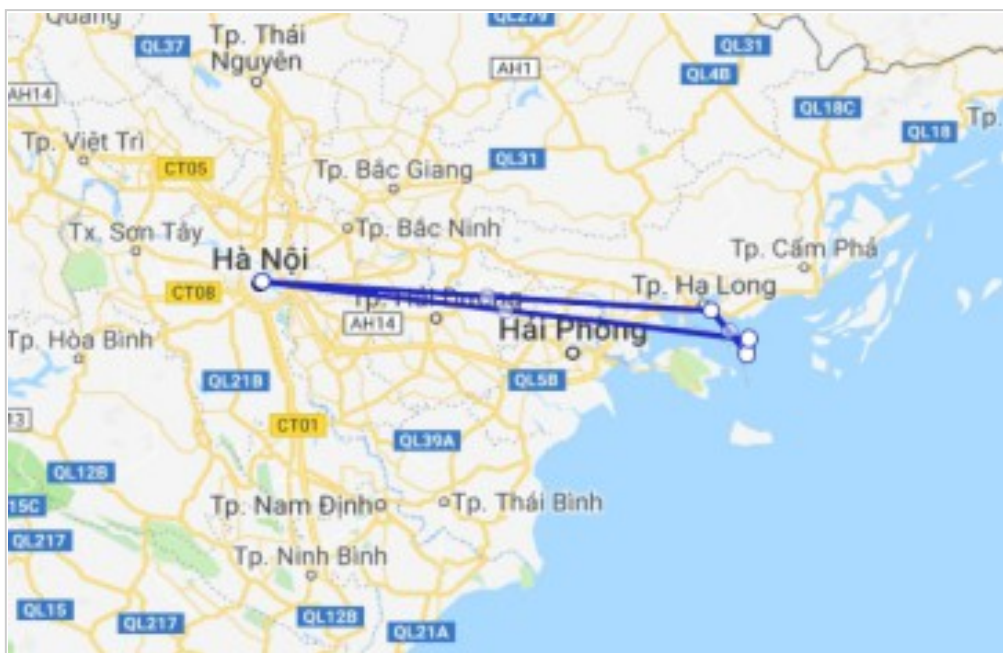 Quang
QL279
Tp. Thái
Nguyên
QL37
QL31
AH1
QL4B
AH14
QL18C
Tp.
QL18
Tp. Việt Trì
CT05
QL31
Tp. Bắc Giang
Tx. Sơn Tây
Tp. Bắc Ninh
Hà Nội
Tp. Cẩm Phả
Tp. Hạ Long
CT08
AH14
Hải Phòng
Tp. Hòa Bình
QL21B
QL5B
13
CT01
QL39A
QL12B
15C
Tp. Nam Định
Tp. Thái Bình
QL217
Tp. Ninh Bình
QL15
QL217
QL12B
QL21A